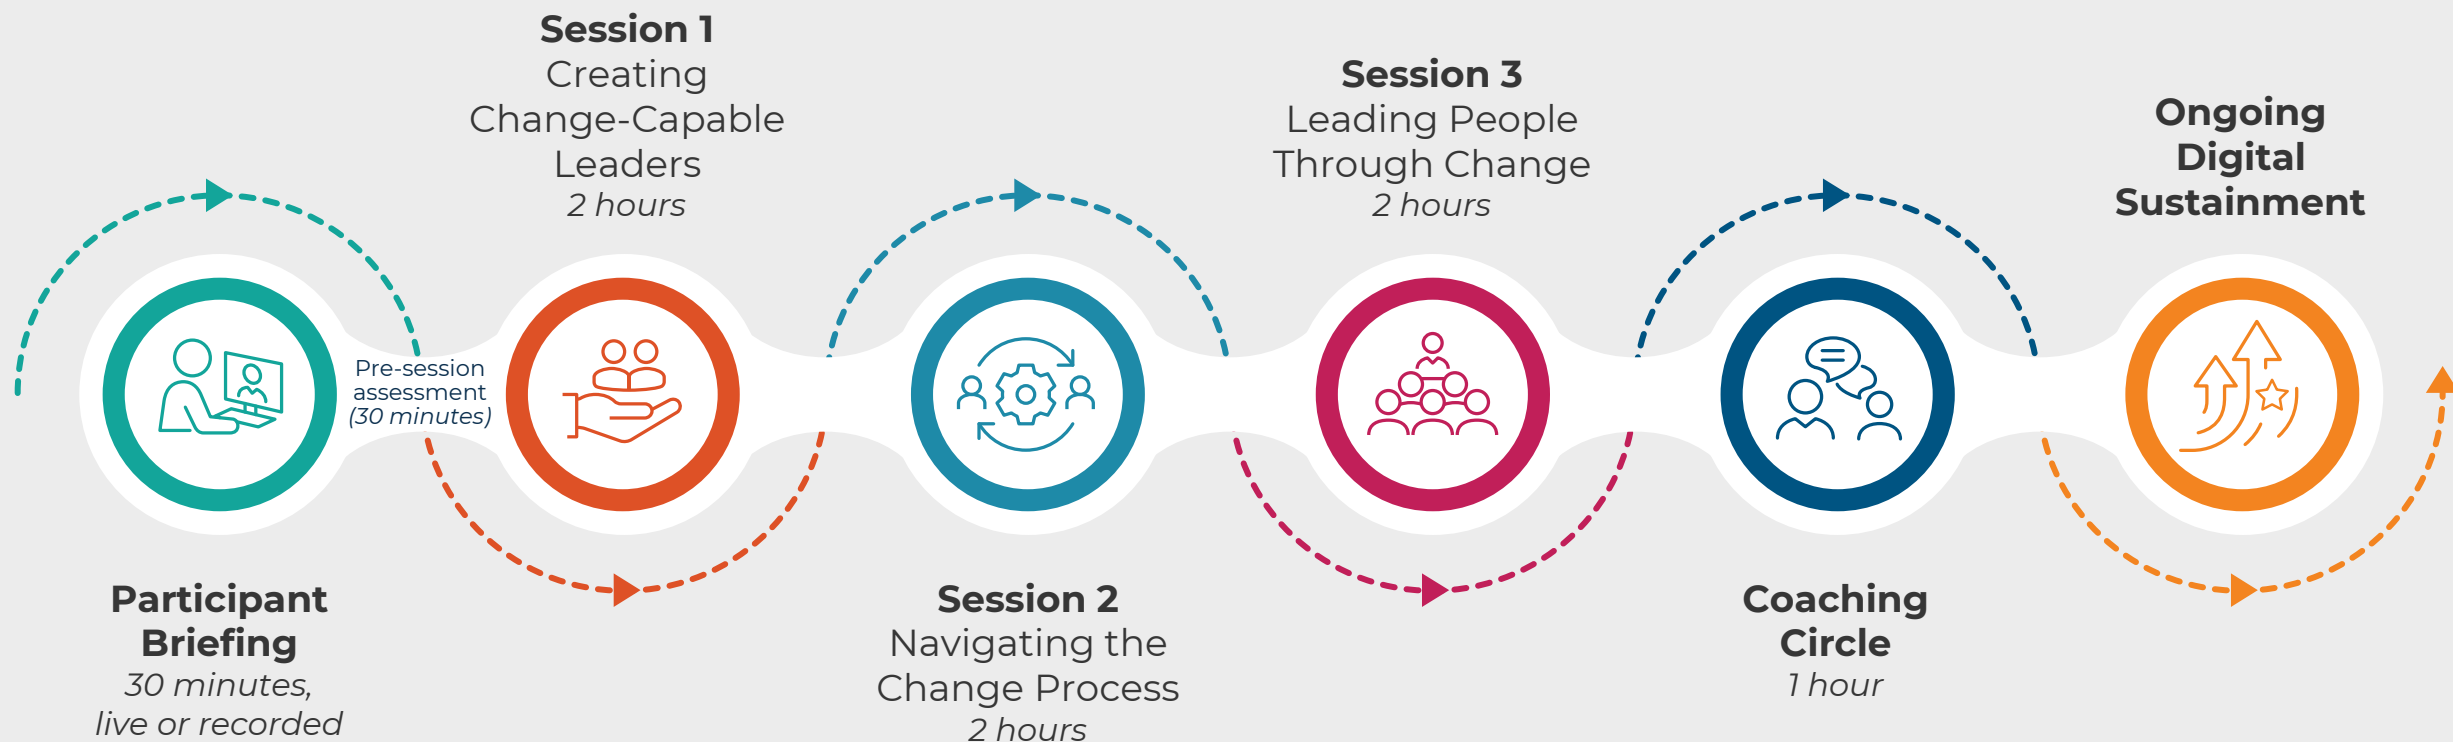 Participant
Briefing
30 minutes,
live or recorded
Pre-session
assessment
(30 minutes)
Session 1
Creating
Change-Capable
Leaders
2 hours
Session 2
Navigating the
Change Process
2 hours
Session 3
Leading People
Through Change
2 hours
Coaching
Circle
1 hour
Ongoing
Digital
Sustainment